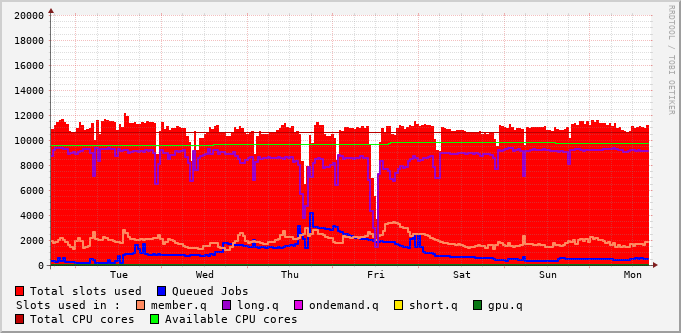 20000
18000
16000
14000
12000
10000
8000
6000
4000
2000
0
Tue Wed Thu Fri Sat Sun Mon
RRDTOOL / TOBI OETIKER
Total slots used Queued Jobs
Slots used in : member.q long.q ondemand.q short.q gpu.q
Total CPU cores Available CPU cores